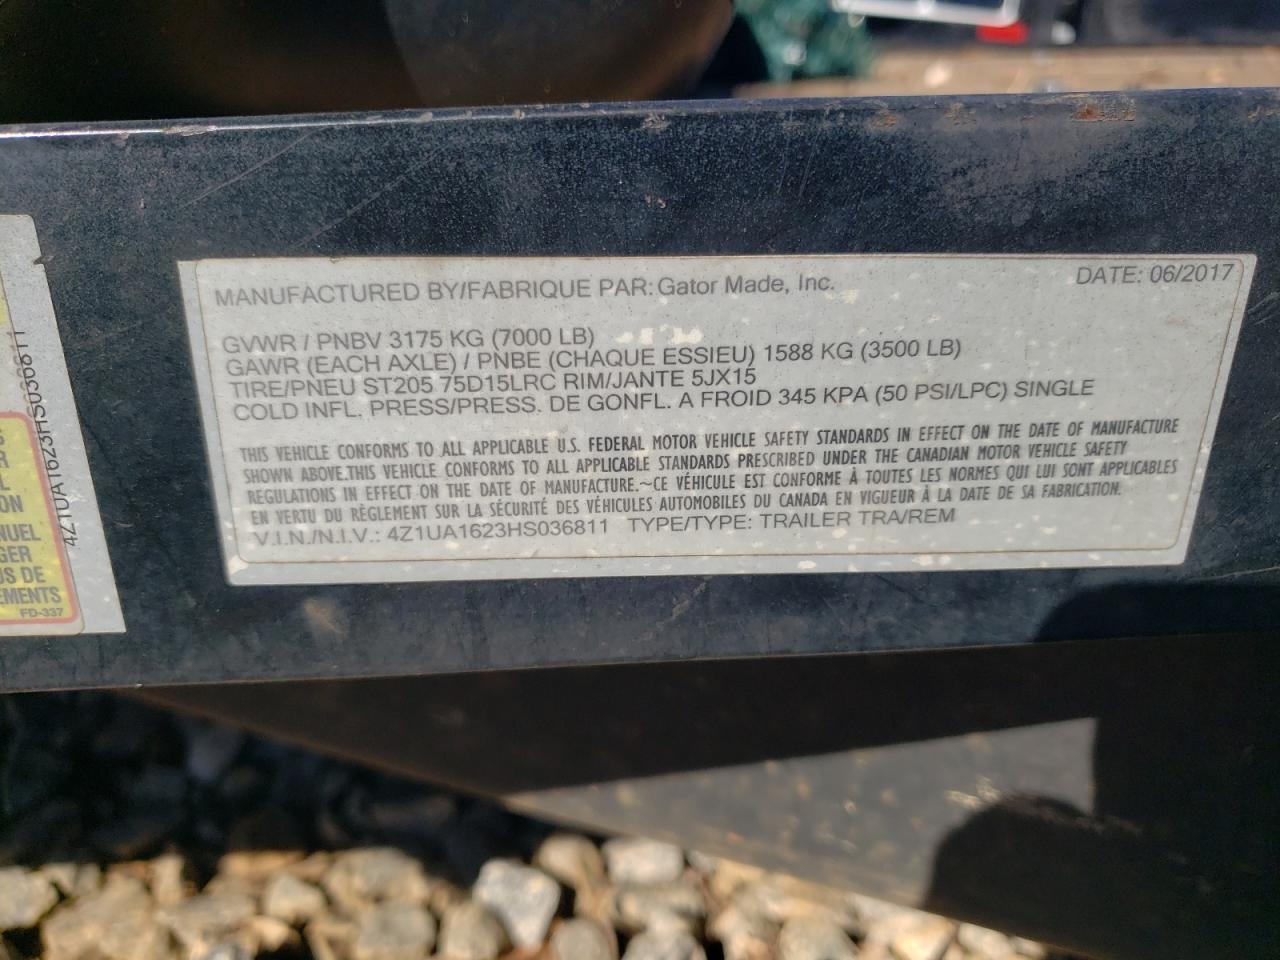 MANUFACTURED BY/FABRIQUE PAR: Gator Made, Inc.
DATE: 06/2017
GVWR / PNBV 3175 KG (7000 LB)
GAWR (EACH AXLE) / PNBE (CHAQUE ESSIEU) 1588 KG (3500 LB)
TIRE/PNEU ST205 75D15LRC RIM/JANTE 5JX15
COLD INFL. PRESS/PRESS. DE GONFL. A FROID 345 KPA (50 PSI/LPC) SINGLE
THIS VEHICLE CONFORMS TO ALL APPLICABLE U.S. FEDERAL MOTOR VEHICLE SAFETY STANDARDS IN EFFECT ON THE DATE OF MANUFACTURE
SHOWN ABOVE.THIS VEHICLE CONFORMS TO ALL APPLICABLE STANDARDS PRESCRIBED UNDER THE CANADIAN MOTOR VEHICLE SAFETY
REGULATIONS IN EFFECT ON THE DATE OF MANUFACTURE.~CE VÉHICULE EST CONFORME À TOUTES LES NORMES QUI LUI SONT APPLICABLES
EN VERTU DU RÈGLEMENT SUR LA SÉCURITÉ DES VÉHICULES AUTOMOBILES DU CANADA EN VIGUEUR À LA DATE DE SA FABRICATION.
V.I.N./N.I.V.: 4Z1UA1623HS036811 TYPE/TYPE: TRAILER TRA/REM
4Z1UA1623HS036811
ON
NUEL
GER
US DE
EMENTS
FD-337